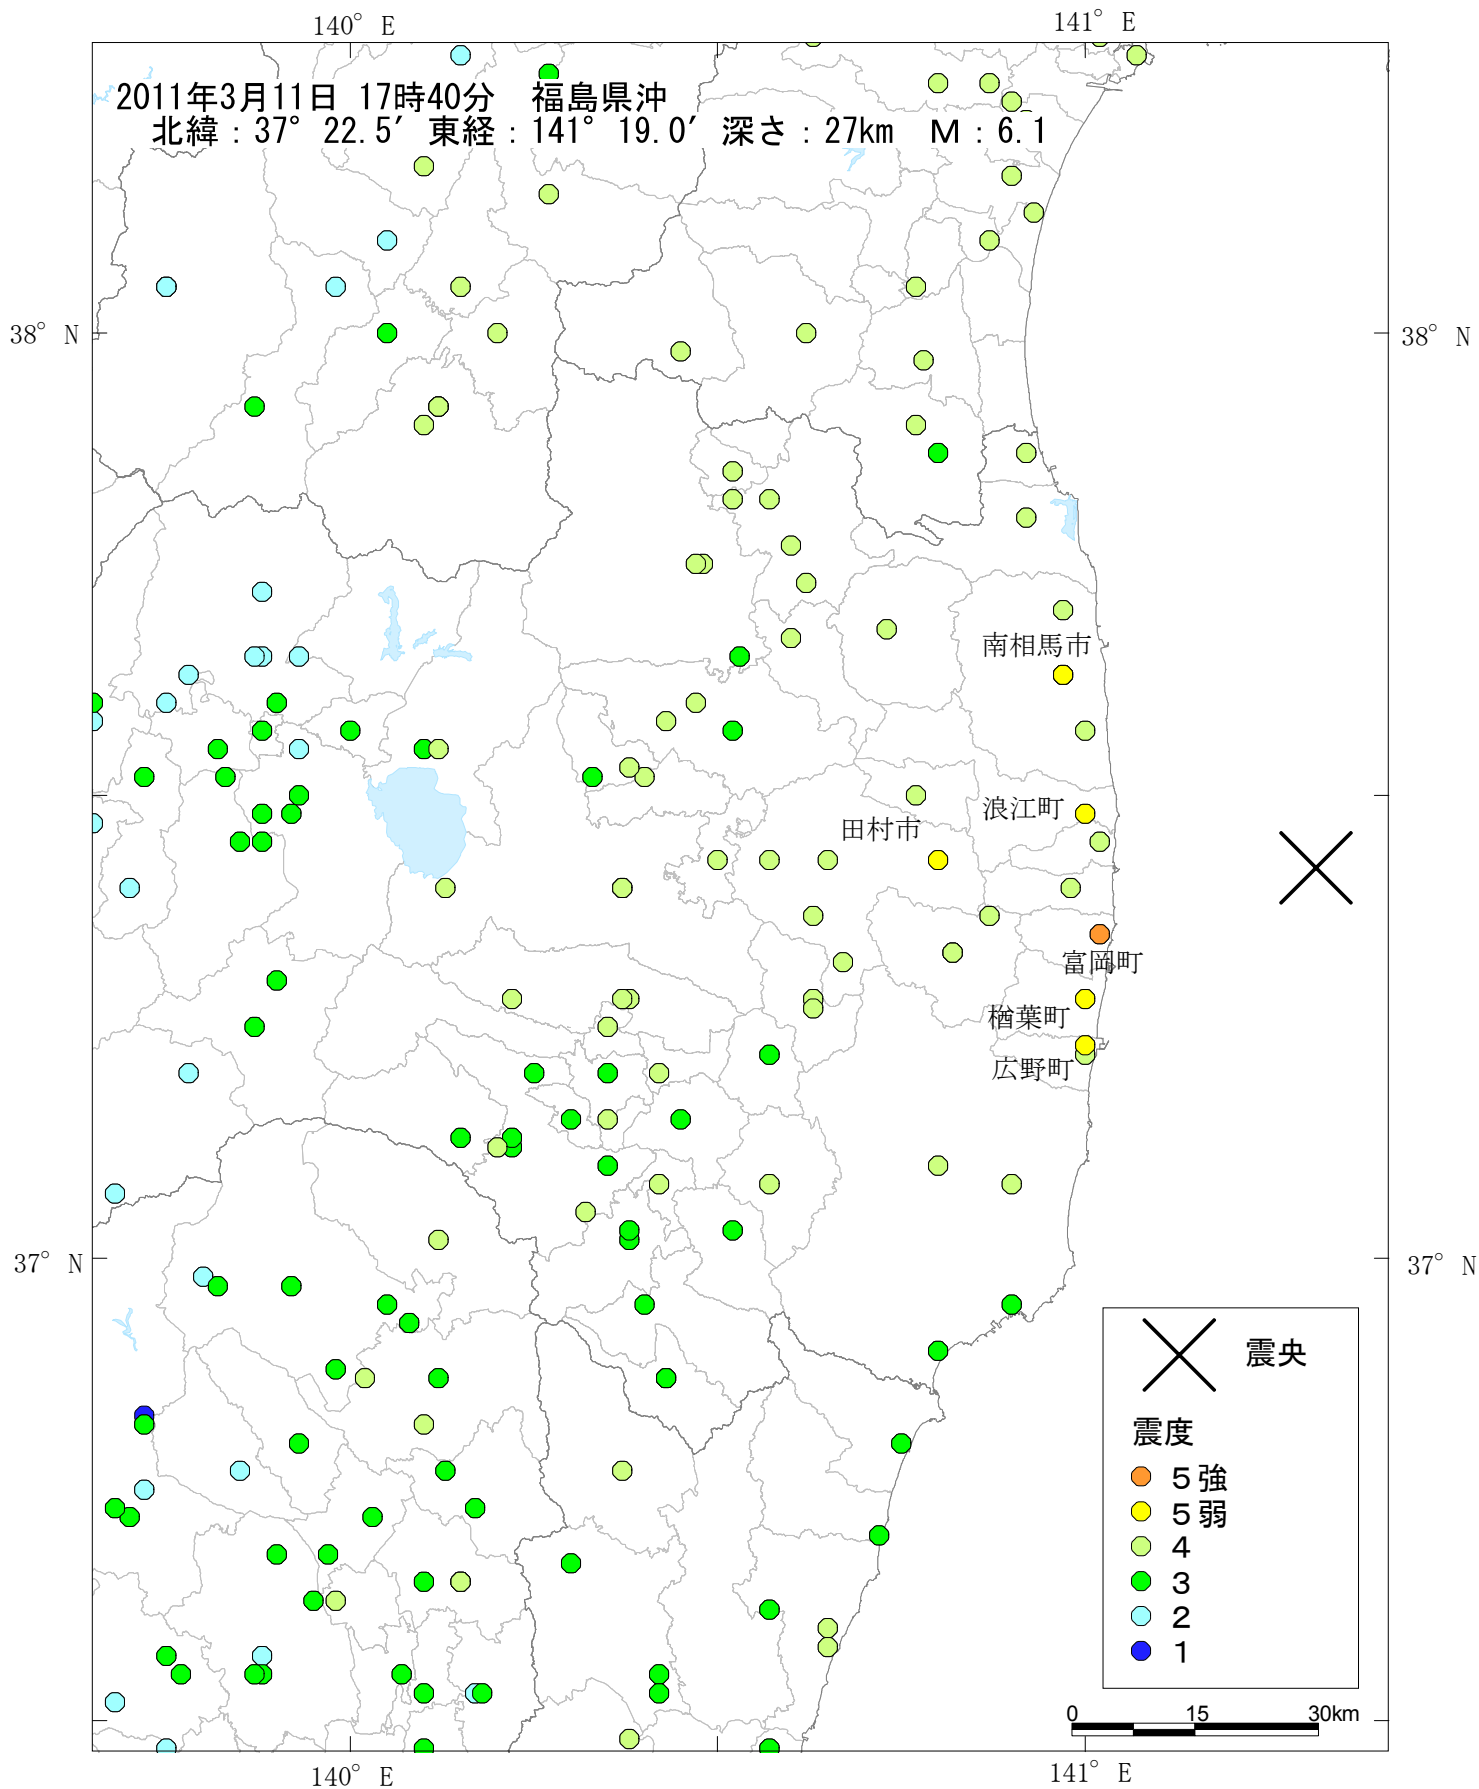 140° E
141° E
2011年3月11日 17時40分 福島県沖
北緯：37° 22.5′ 東経：141° 19.0′ 深さ：27km M：6.1
38° N
38° N
南相馬市
浪江町
田村市
富岡町
楢葉町
広野町
37° N
37° N
震央
震度
5強
5弱
4
3
2
1
0 15 30km
140° E
141° E